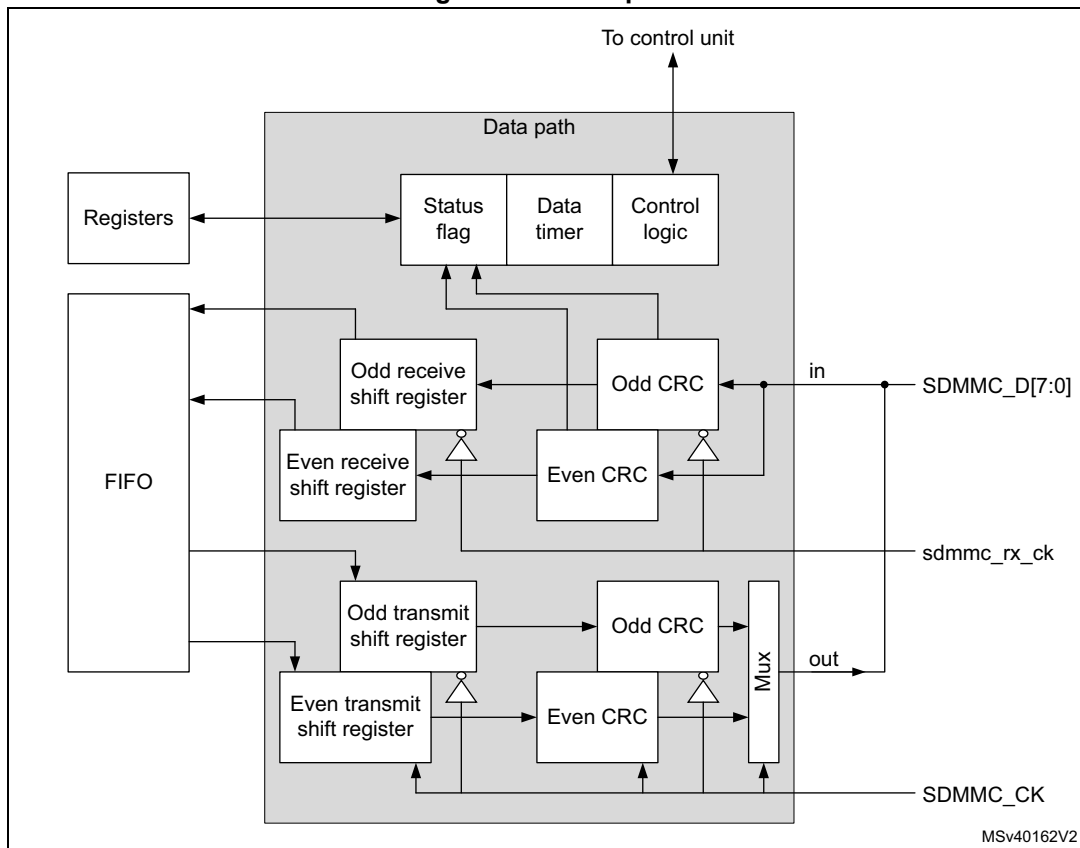 To control unit
Data path
Registers
Status
flag
Data
timer
Control
logic
FIFO
Odd receive
shift register
Odd CRC
in
SDMMC_D[7:0]
Even receive
shift register
Even CRC
sdmmc_rx_ck
Odd transmit
shift register
Odd CRC
Mux
out
Even transmit
shift register
Even CRC
SDMMC_CK
MSv40162V2